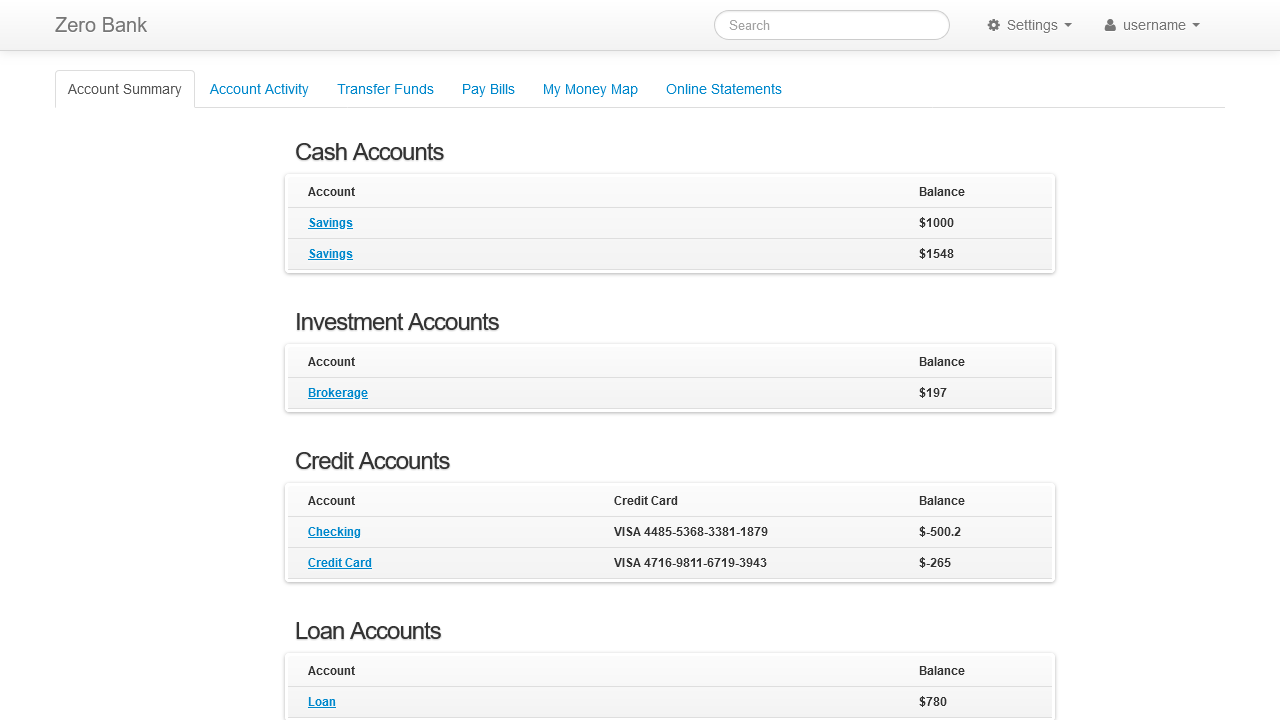 Zero Bank Search Settings username
Account Summary Account Activity Transfer Funds Pay Bills My Money Map Online Statements
Cash Accounts
Account Balance
Savings $1000
Savings $1548
Investment Accounts
Account Balance
Brokerage $197
Credit Accounts
Account Credit Card Balance
Checking VISA 4485-5368-3381-1879 $-500.2
Credit Card VISA 4716-9811-6719-3943 $-265
Loan Accounts
Account Balance
Loan $780